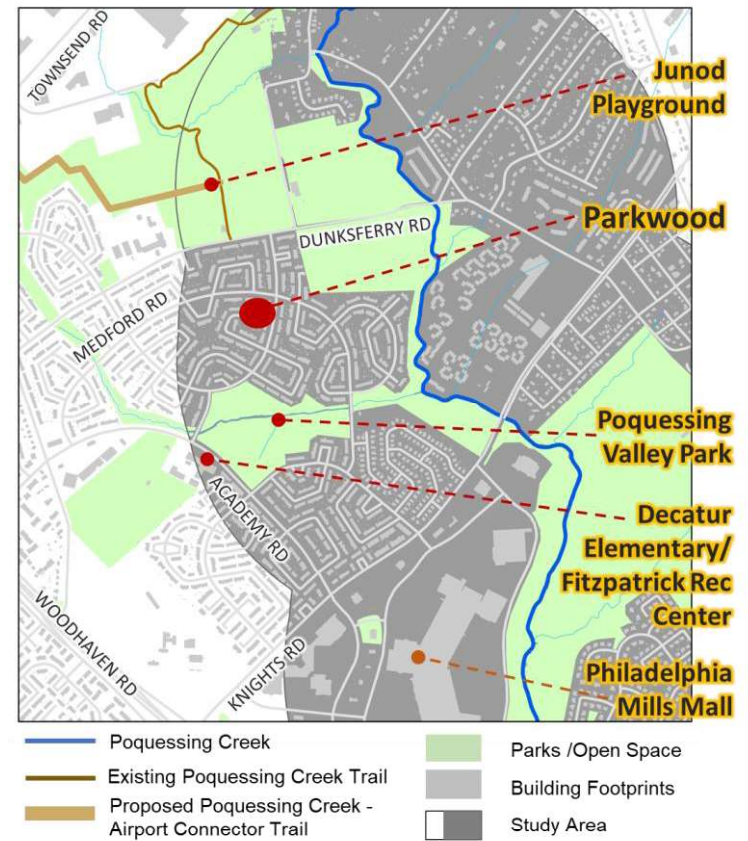 TOWNSEND RD
Junod
Playground
DUNKSFERRY RD
Parkwood
MEDFORD RD
Poquessing
Valley Park
Decatur
Elementary/
Fitzpatrick Rec
Center
ACADEMY RD
WOODHAVEN RD
KNIGHTS RD
Philadelphia
Mills Mall
Poquessing Creek
Existing Poquessing Creek Trail
Proposed Poquessing Creek -
Airport Connector Trail
Parks /Open Space
Building Footprints
Study Area